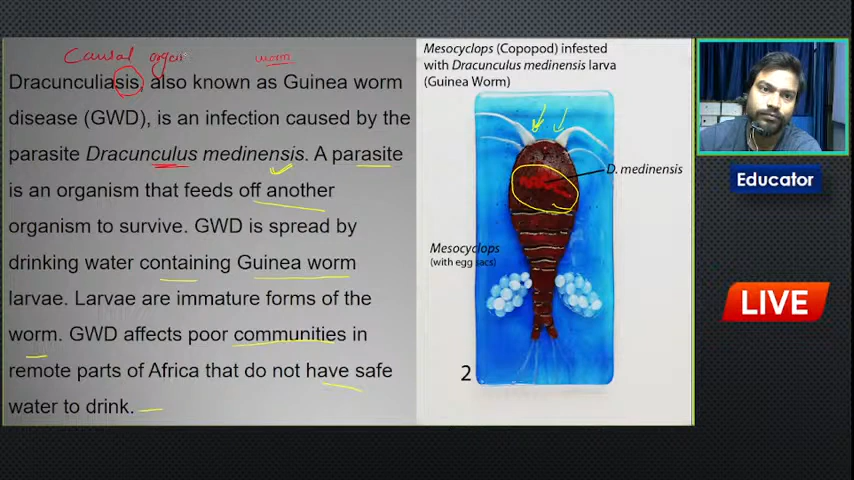 Causal organ
worm
Dracunculiasis, also known as Guinea worm
disease (GWD), is an infection caused by the
parasite Dracunculus medinensis. A parasite
is an organism that feeds off another
organism to survive. GWD is spread by
drinking water containing Guinea worm
larvae. Larvae are immature forms of the
worm. GWD affects poor communities in
remote parts of Africa that do not have safe
water to drink.
Mesocyclops (Copopod) infested
with Dracunculus medinensis larva
(Guinea Worm)
D. medinensis
Mesocyclops
(with egg sacs)
2
Educator
LIVE